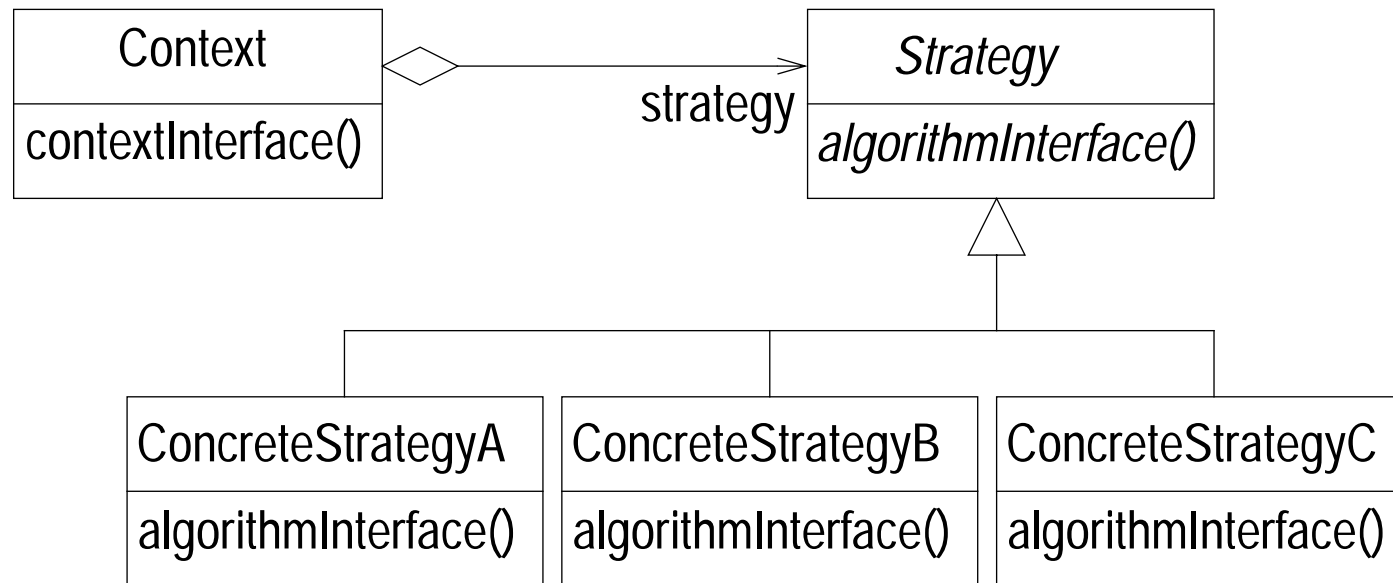 Context
contextInterface()
strategy
Strategy
algorithmInterface()
ConcreteStrategyA
algorithmInterface()
ConcreteStrategyB
algorithmInterface()
ConcreteStrategyC
algorithmInterface()